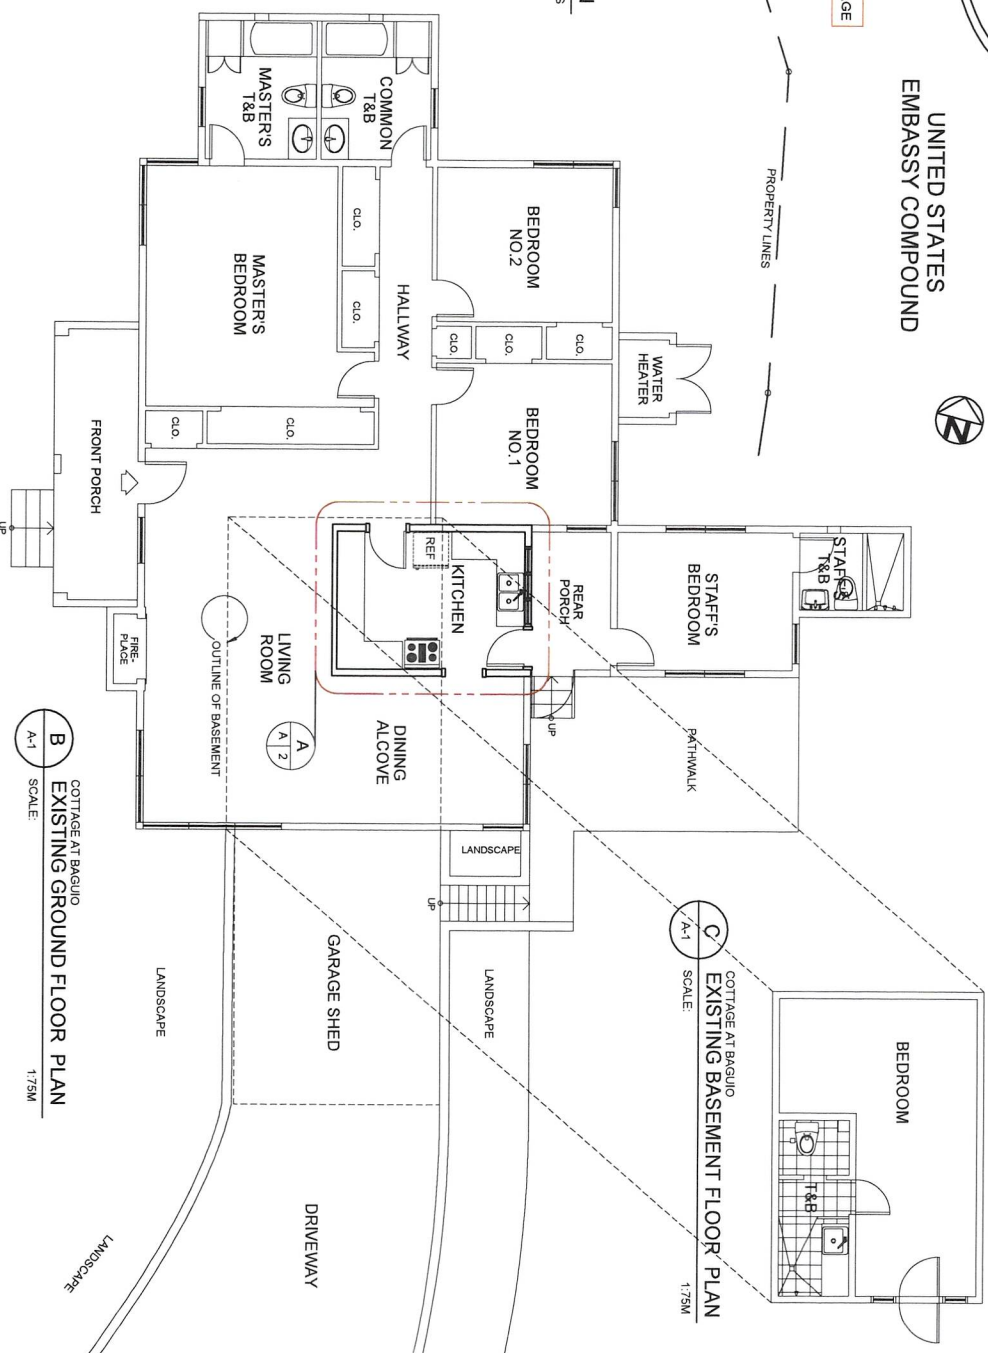 UNITED STATES
EMBASSY COMPOUND
GE
PROPERTY LINES
N
COMMON
T&B
MASTER'S
T&B
BEDROOM
NO.2
CLO.
CLO.
MASTER'S
BEDROOM
HALLWAY
CLO.
CLO.
CLO.
WATER
HEATER
BEDROOM
NO.1
CLO.
CLO.
FRONT PORCH
UP
REF
KITCHEN
REAR
PORCH
STAFF'S
BEDROOM
STAFF'S
T&B
FIRE-
PLACE
LIVING
ROOM
OUTLINE OF BASEMENT
DINING
ALCOVE
A
A 2
UP
PATHWALK
LANDSCAPE
UP
LANDSCAPE
GARAGE SHED
LANDSCAPE
DRIVEWAY
LANDSCAPE
B
A-1
COTTAGE AT BAGUIO
EXISTING GROUND FLOOR PLAN
SCALE: 1:75M
C
A-1
COTTAGE AT BAGUIO
EXISTING BASEMENT FLOOR PLAN
SCALE: 1:75M
BEDROOM
T&B